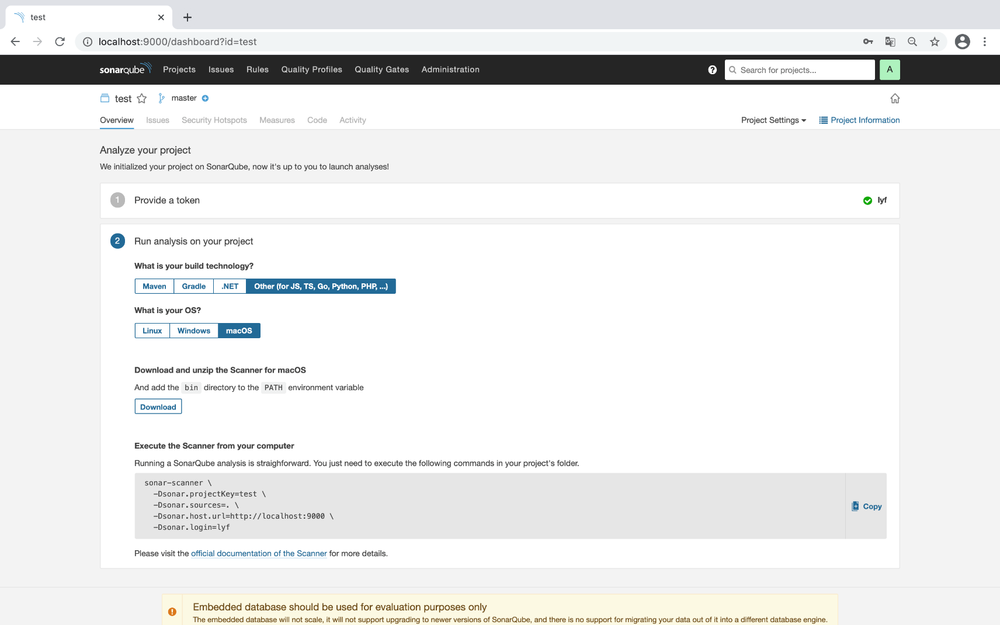 test
localhost:9000/dashboard?id=test
sonarqube Projects Issues Rules Quality Profiles Quality Gates Administration ? Search for projects... A
test master
Overview Issues Security Hotspots Measures Code Activity Project Settings Project Information
Analyze your project
We initialized your project on SonarQube, now it's up to you to launch analyses!
1 Provide a token lyf
2 Run analysis on your project
What is your build technology?
Maven Gradle .NET Other (for JS, TS, Go, Python, PHP, ...)
What is your OS?
Linux Windows macOS
Download and unzip the Scanner for macOS
And add the bin directory to the PATH environment variable
Download
Execute the Scanner from your computer
Running a SonarQube analysis is straighforward. You just need to execute the following commands in your project's folder.
sonar-scanner \
-Dsonar.projectKey=test \
-Dsonar.sources=. \
-Dsonar.host.url=http://localhost:9000 \
-Dsonar.login=lyf
Copy
Please visit the official documentation of the Scanner for more details.
Embedded database should be used for evaluation purposes only
The embedded database will not scale, it will not support upgrading to newer versions of SonarQube, and there is no support for migrating your data out of it into a different database engine.